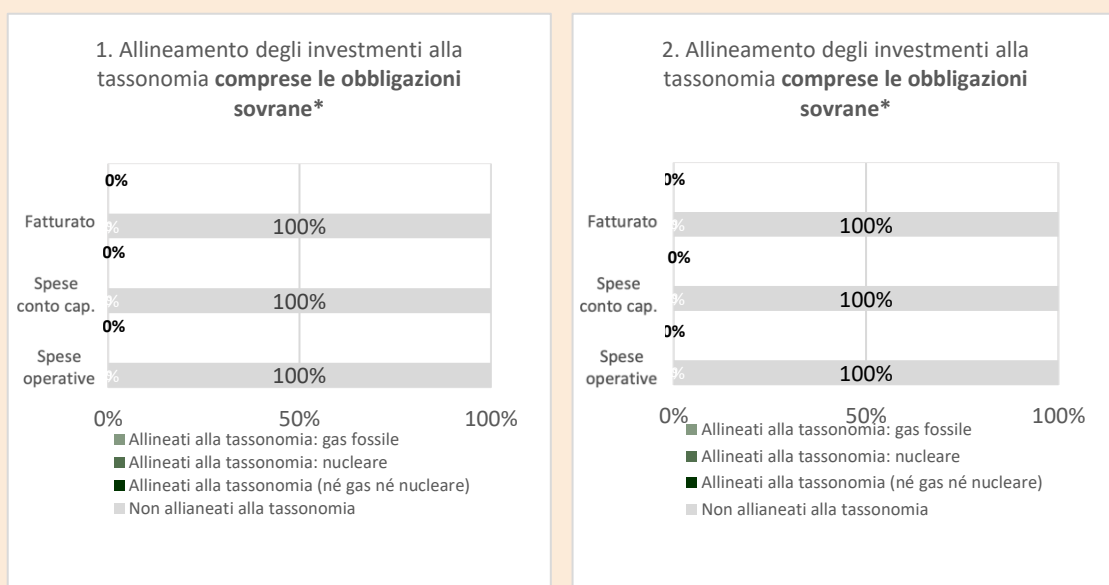 1. Allineamento degli investimenti alla
tassonomia comprese le obbligazioni
sovrane*
0%
Fatturato
%
100%
0%
Spese
conto cap.
%
100%
0%
Spese
operative
%
100%
0%
50%
100%
Allineati alla tassonomia: gas fossile
Allineati alla tassonomia: nucleare
Allineati alla tassonomia (né gas né nucleare)
Non allianeati alla tassonomia
2. Allineamento degli investimenti alla
tassonomia comprese le obbligazioni
sovrane*
0%
Fatturato
%
100%
0%
Spese
conto cap.
%
100%
0%
Spese
operative
%
100%
0%
50%
100%
Allineati alla tassonomia: gas fossile
Allineati alla tassonomia: nucleare
Allineati alla tassonomia (né gas né nucleare)
Non allianeati alla tassonomia